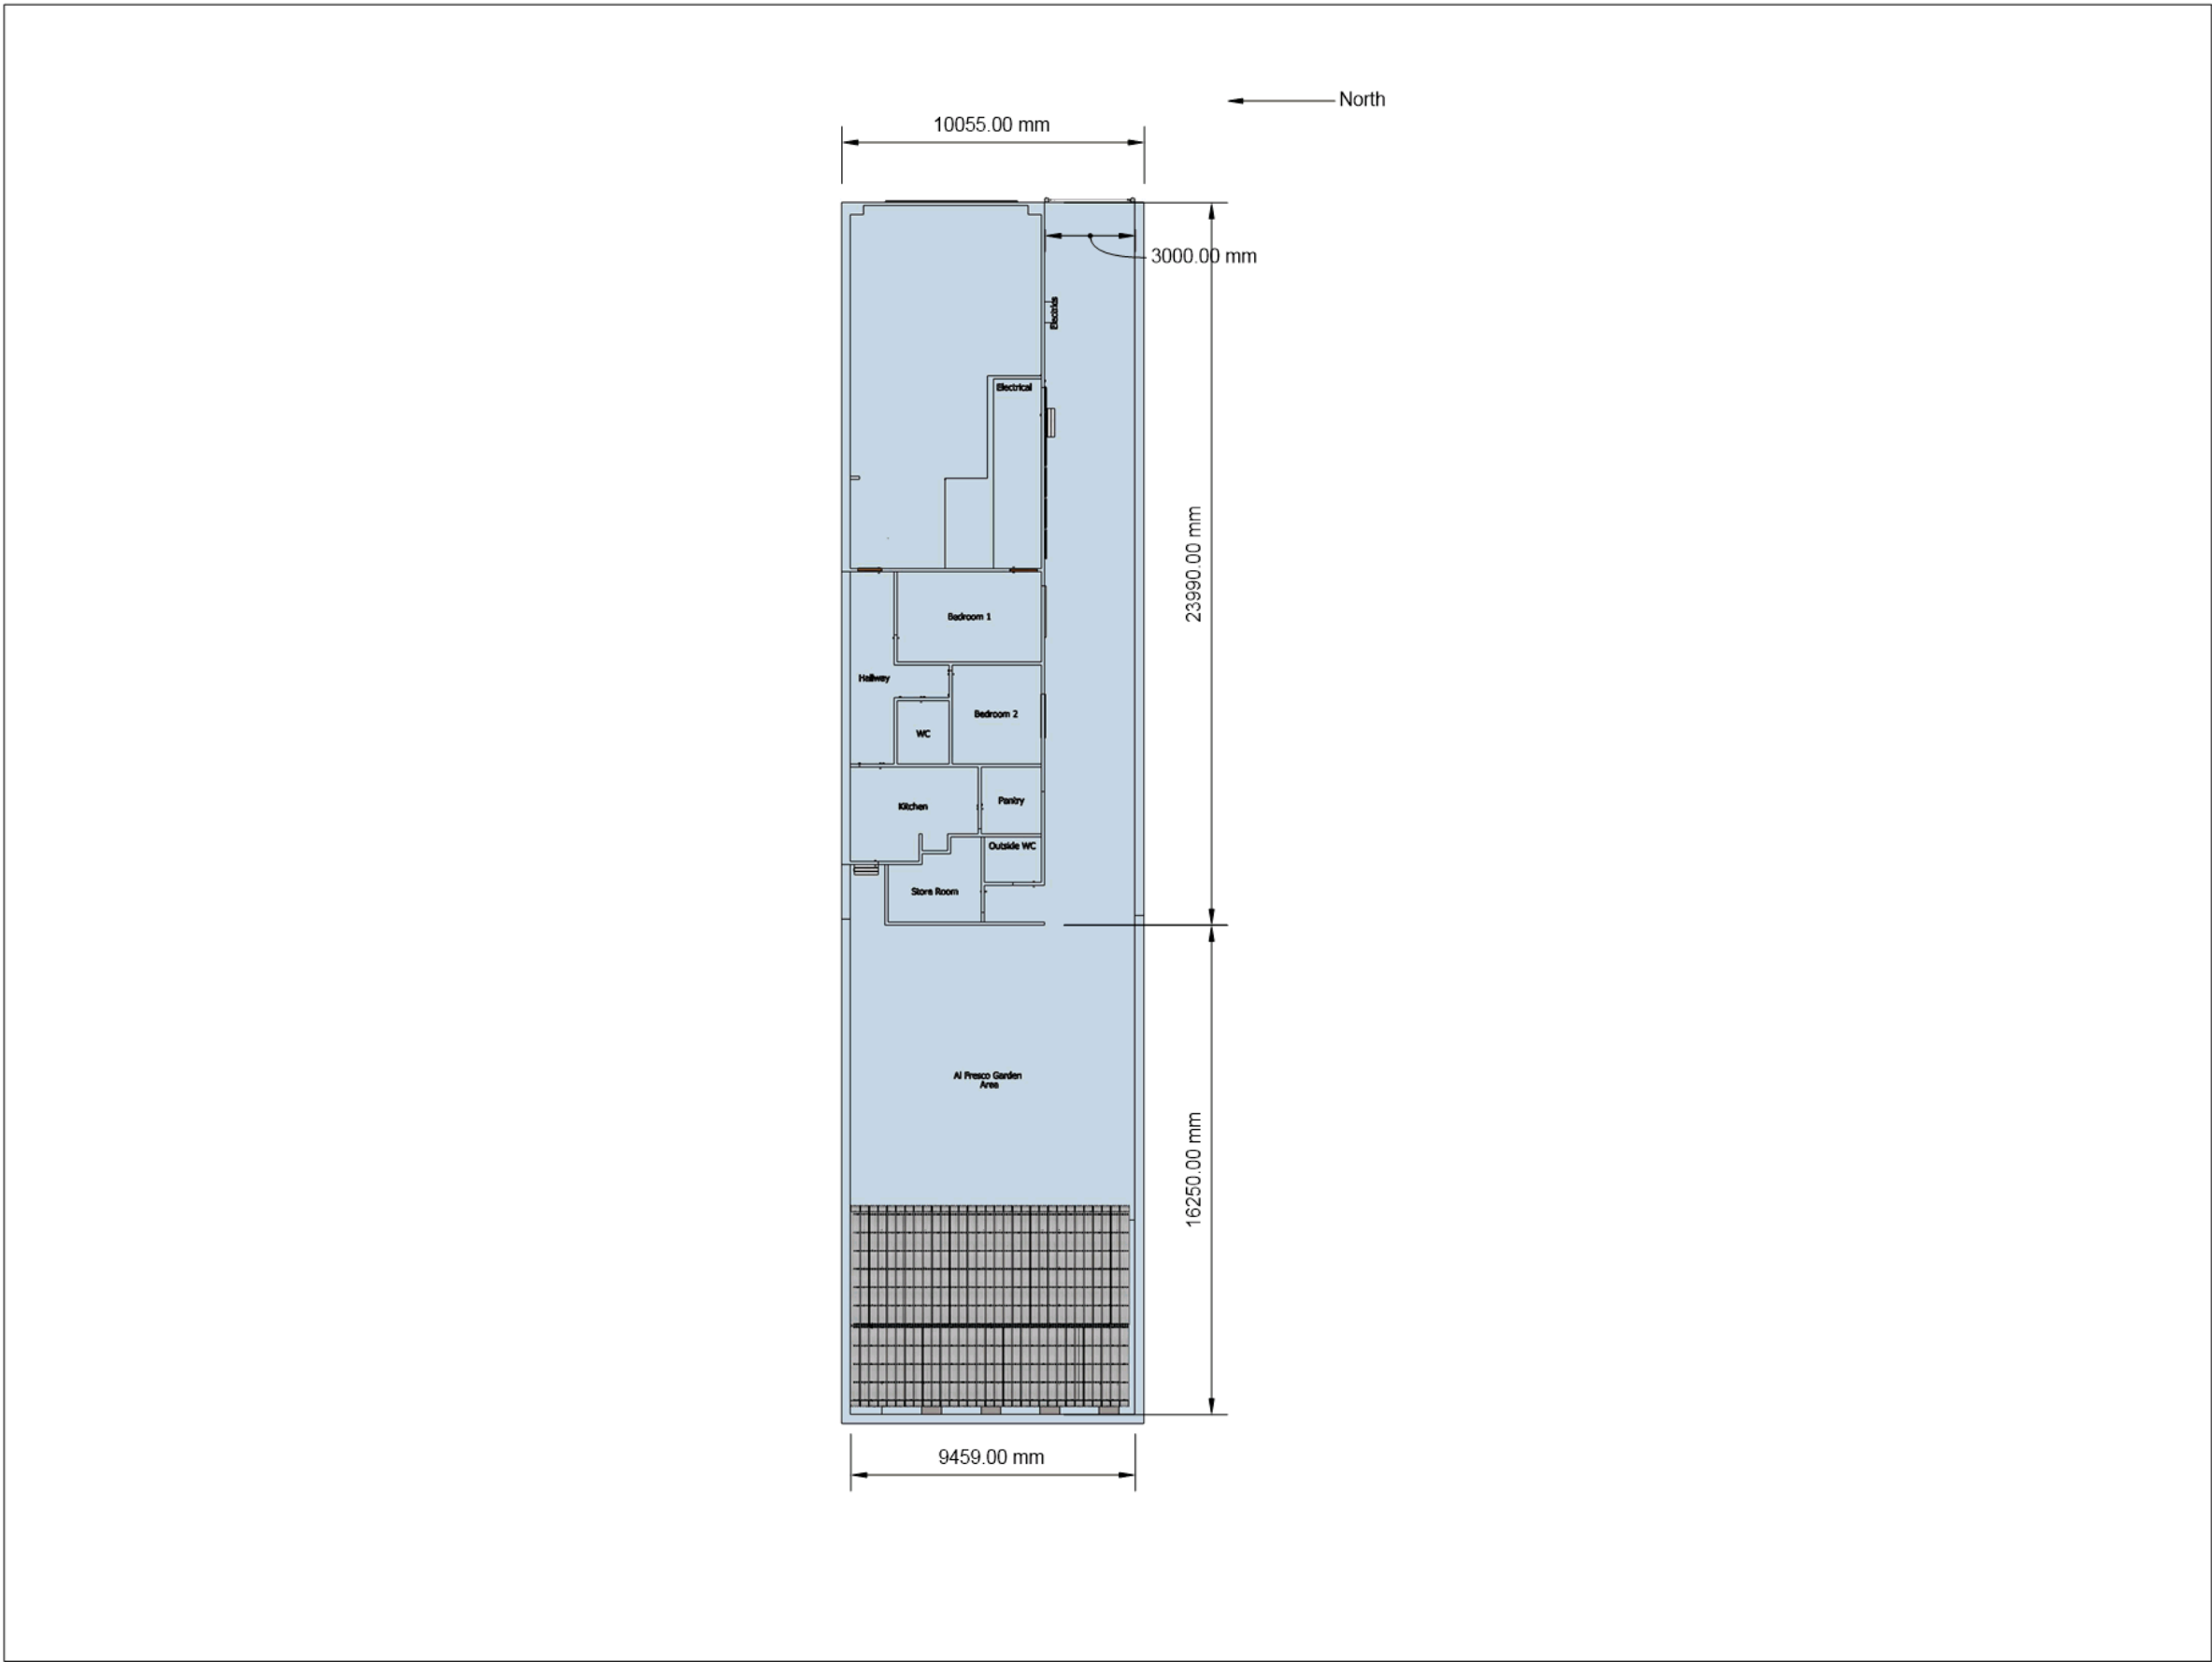 North
10055.00 mm
3000.00 mm
Electrics
Electrical
23990.00 mm
Bedroom 1
Hallway
Bedroom 2
WC
Kitchen
Pantry
Outside WC
Store Room
Al Fresco Garden
Area
16250.00 mm
9459.00 mm